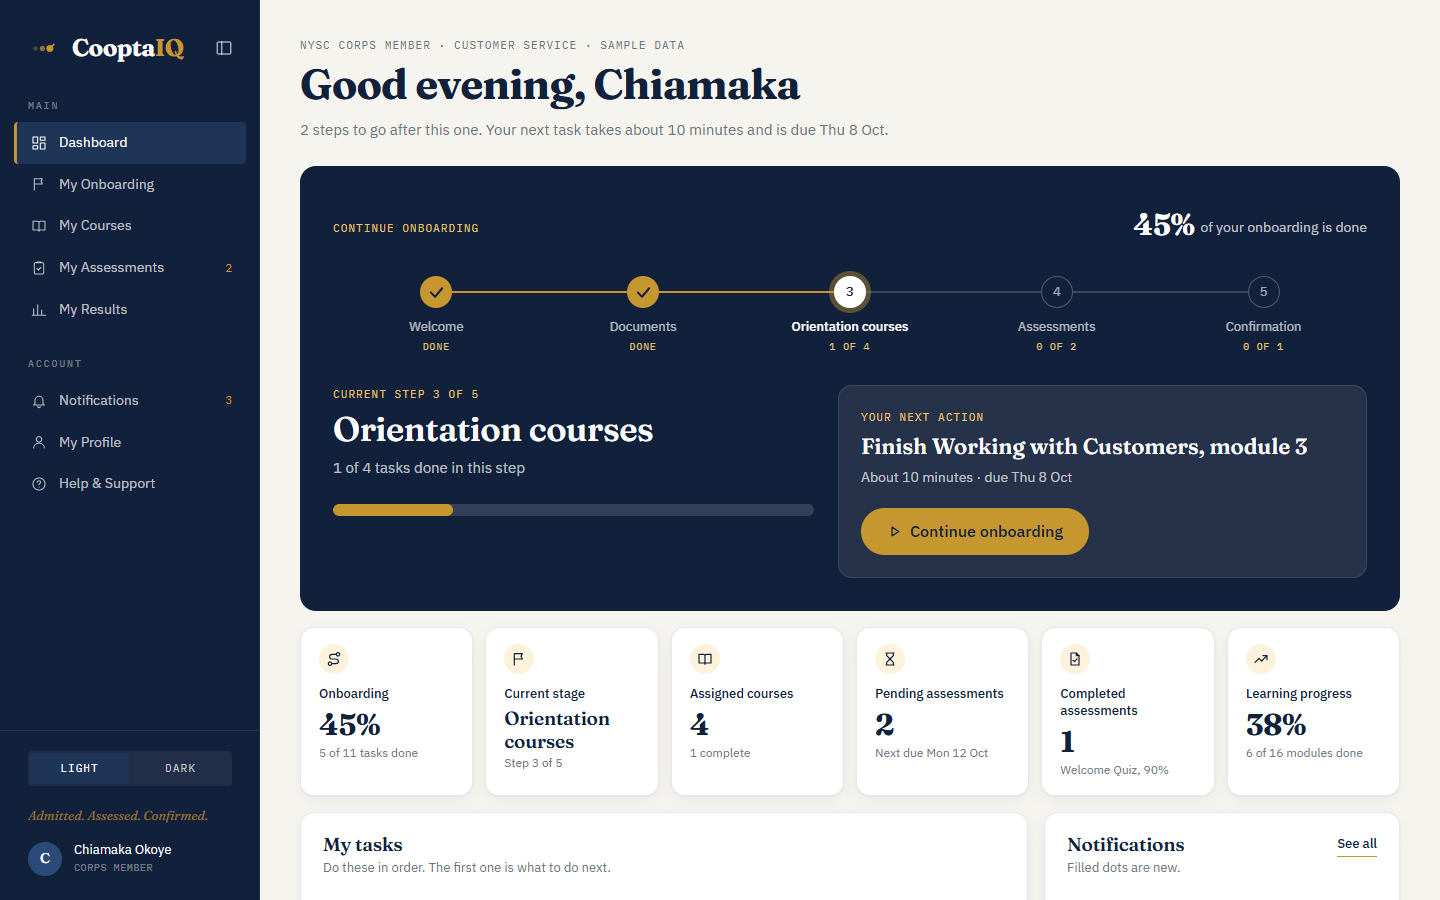 CooptaIQ
MAIN
Dashboard
My Onboarding
My Courses
My Assessments 2
My Results
ACCOUNT
Notifications 3
My Profile
Help & Support
LIGHT DARK
Admitted. Assessed. Confirmed.
C
Chiamaka Okoye
CORPS MEMBER
NYSC CORPS MEMBER · CUSTOMER SERVICE · SAMPLE DATA
Good evening, Chiamaka
2 steps to go after this one. Your next task takes about 10 minutes and is due Thu 8 Oct.
CONTINUE ONBOARDING
45% of your onboarding is done
3 4 5
Welcome Documents Orientation courses Assessments Confirmation
DONE DONE 1 OF 4 0 OF 2 0 OF 1
CURRENT STEP 3 OF 5
Orientation courses
1 of 4 tasks done in this step
YOUR NEXT ACTION
Finish Working with Customers, module 3
About 10 minutes · due Thu 8 Oct
Continue onboarding
Onboarding
45%
5 of 11 tasks done
Current stage
Orientation
courses
Step 3 of 5
Assigned courses
4
1 complete
Pending assessments
2
Next due Mon 12 Oct
Completed
assessments
1
Welcome Quiz, 90%
Learning progress
38%
6 of 16 modules done
My tasks
Do these in order. The first one is what to do next.
Notifications
See all
Filled dots are new.